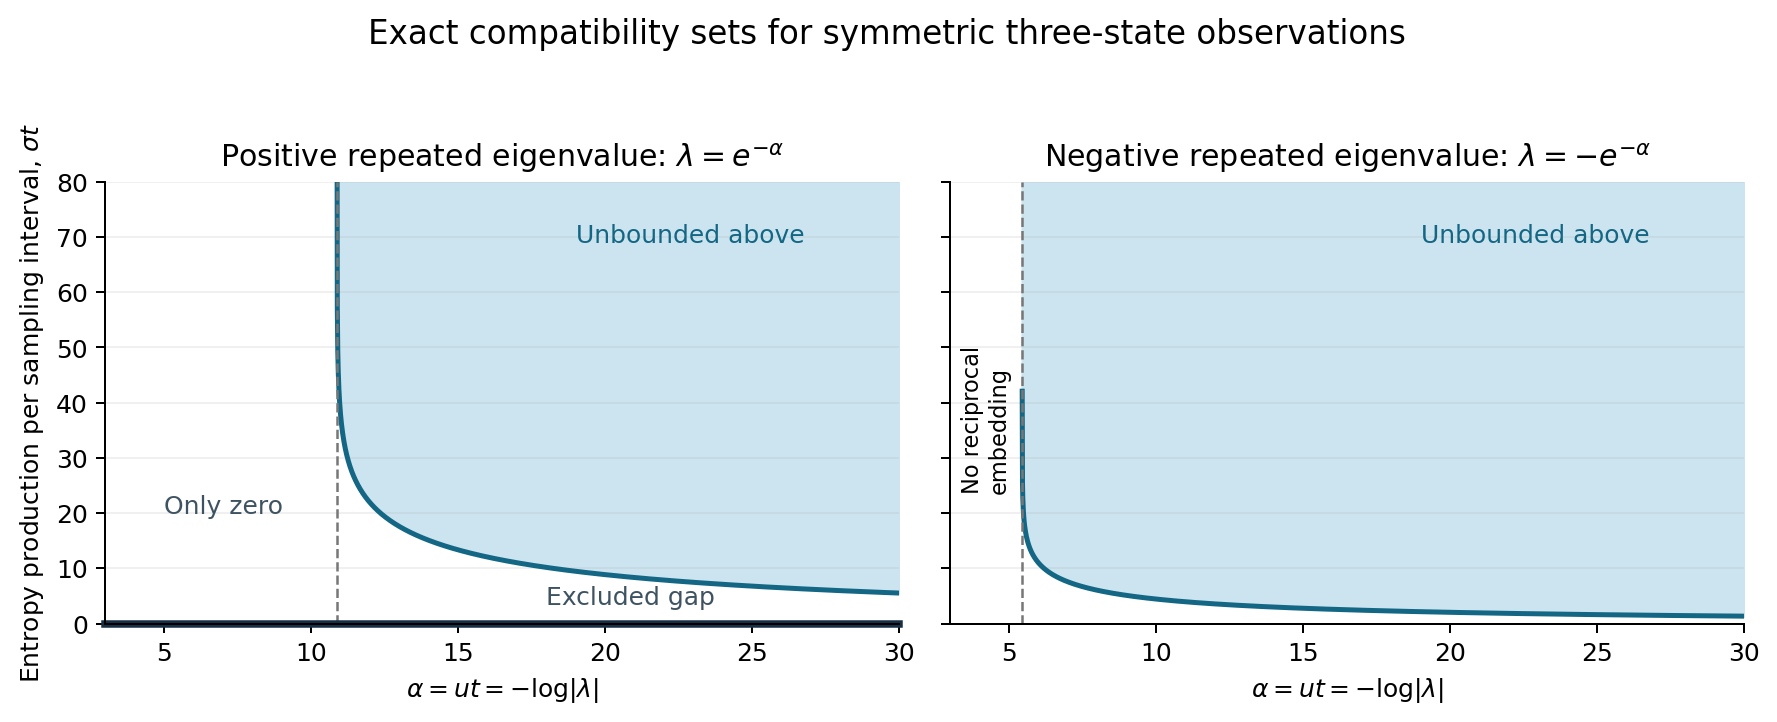 Exact compatibility sets for symmetric three-state observations
Positive repeated eigenvalue: λ = e^{−α}
Entropy production per sampling interval, σt
80
70
60
50
40
30
20
10
0
Unbounded above
Only zero
Excluded gap
5
10
15
20
25
30
α = ut = −log|λ|
Negative repeated eigenvalue: λ = −e^{−α}
Unbounded above
No reciprocal
embedding
5
10
15
20
25
30
α = ut = −log|λ|